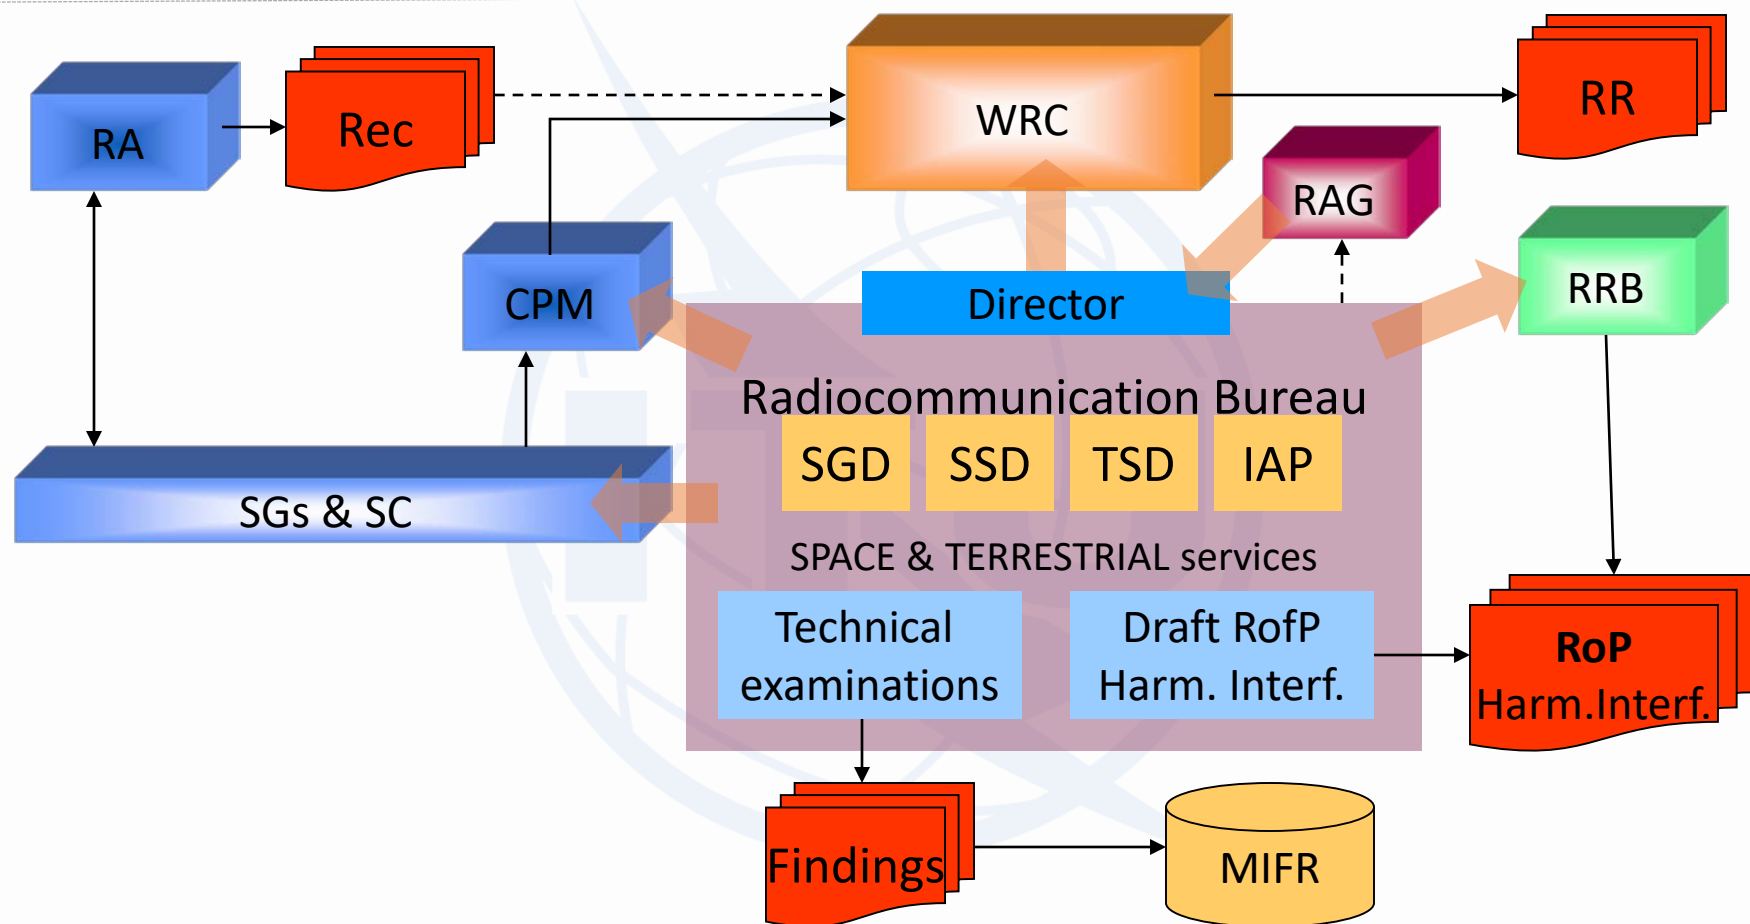 RA
Rec
WRC
RR
RAG
CPM
Director
RRB
Radiocommunication Bureau
SGD
SSD
TSD
IAP
SGs & SC
SPACE & TERRESTRIAL services
Technical
examinations
Draft RofP
Harm. Interf.
RoP
Harm.Interf.
Findings
MIFR
ITU